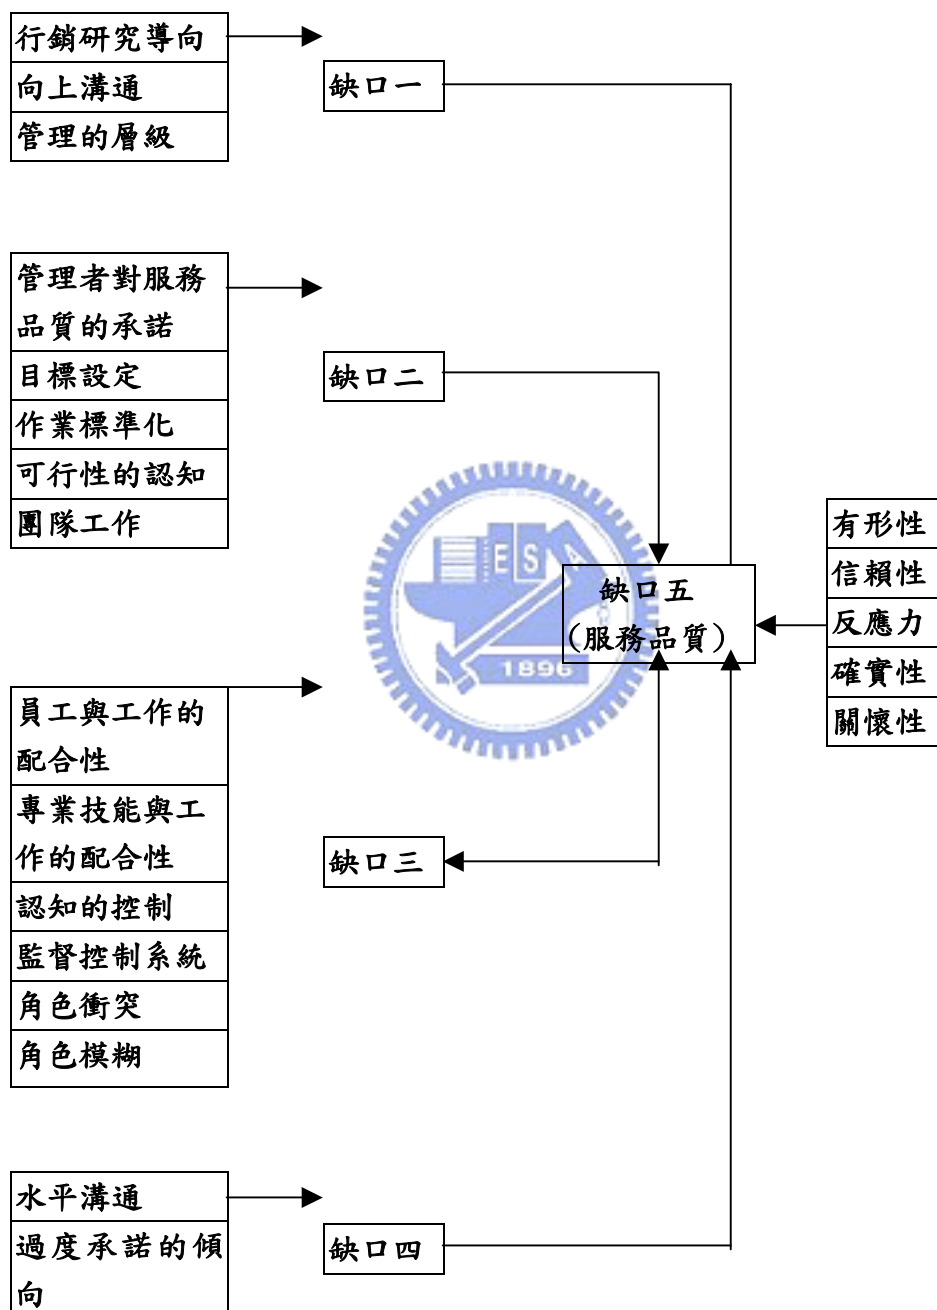 行銷研究導向
向上溝通
管理的層級
缺口一
管理者對服務
品質的承諾
目標設定
作業標準化
可行性的認知
團隊工作
缺口二
員工與工作的
配合性
專業技能與工
作的配合性
認知的控制
監督控制系統
角色衝突
角色模糊
缺口三
水平溝通
過度承諾的傾
向
缺口四
缺口五
(服務品質)
有形性
信賴性
反應力
確實性
關懷性
E S A
1896